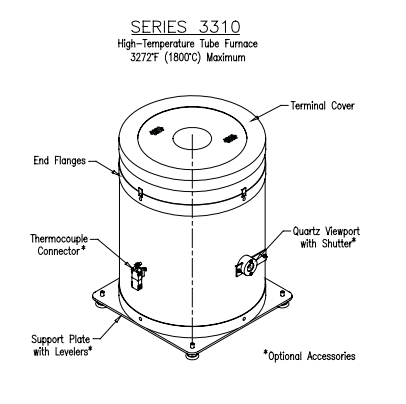 SERIES 3310
High-Temperature Tube Furnace
3272°F (1800°C) Maximum
Terminal Cover
End Flanges
Quartz Viewport
with Shutter*
Thermocouple
Connector*
Support Plate
with Levelers*
*Optional Accessories